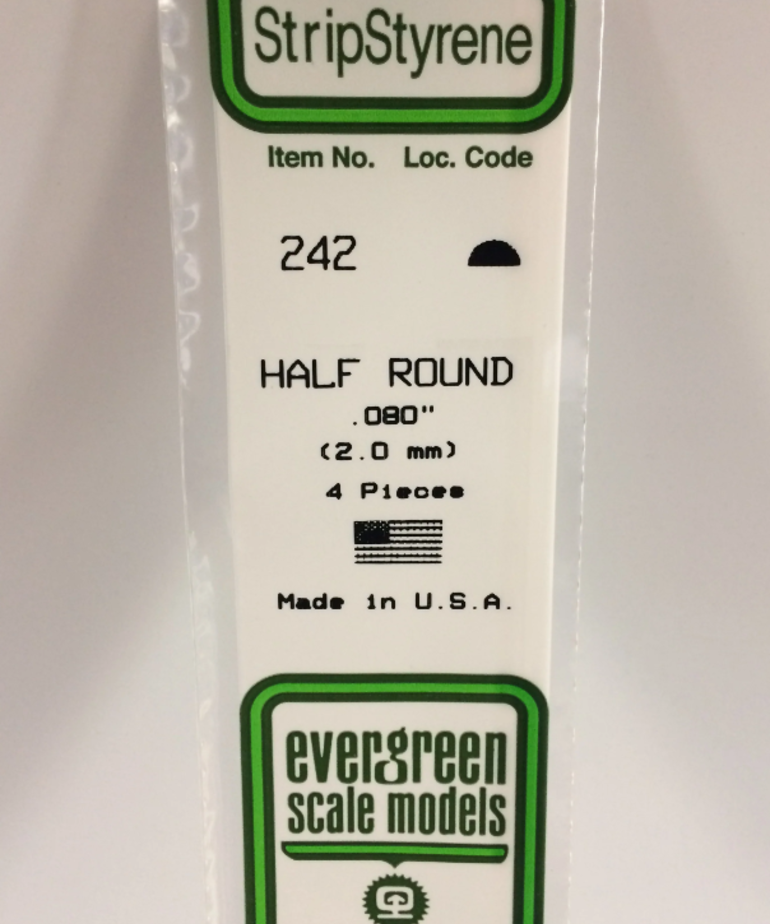 StripStyrene
Item No. Loc. Code
242
HALF ROUND
.080"
(2.0 mm)
4 Pieces
Made in U.S.A.
evergreen
scale models